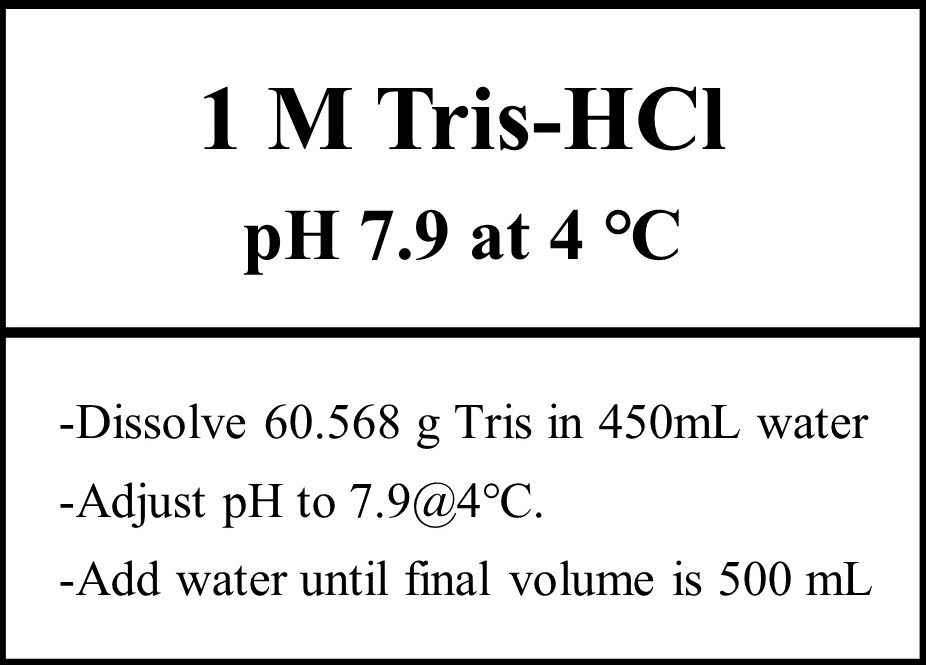 1 M Tris-HCl
pH 7.9 at 4 °C
-Dissolve 60.568 g Tris in 450mL water
-Adjust pH to 7.9@4°C.
-Add water until final volume is 500 mL